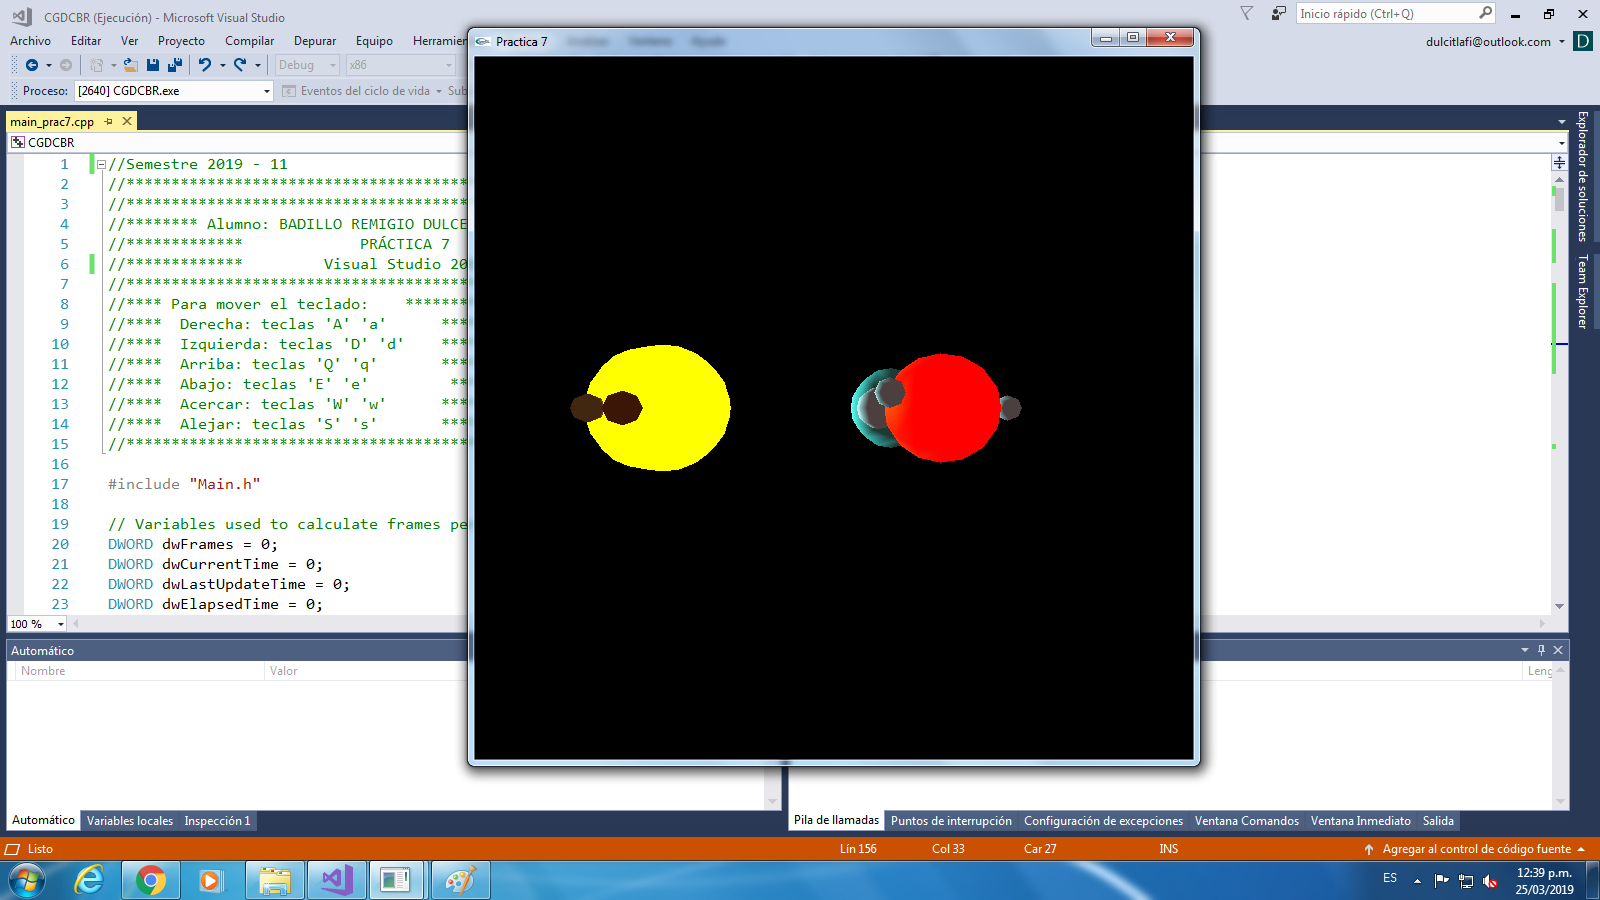 CGDCBR (Ejecución) - Microsoft Visual Studio
Inicio rápido (Ctrl+Q)
Archivo Editar Ver Proyecto Compilar Depurar Equipo Herramien
dulcitlafi@outlook.com D
Debug x86
Proceso: [2640] CGDCBR.exe Eventos del ciclo de vida Sub
main_prac7.cpp
CGDCBR
Practica 7
1 //Semestre 2019 - 11
2 //****************************************
3 //****************************************
4 //******** Alumno: BADILLO REMIGIO DULCE
5 //************* PRÁCTICA 7
6 //************* Visual Studio 20
7 //****************************************
8 //**** Para mover el teclado: *******
9 //**** Derecha: teclas 'A' 'a' ***
10 //**** Izquierda: teclas 'D' 'd' ***
11 //**** Arriba: teclas 'Q' 'q' ***
12 //**** Abajo: teclas 'E' 'e' **
13 //**** Acercar: teclas 'W' 'w' ***
14 //**** Alejar: teclas 'S' 's' ***
15 //****************************************
16
17 #include "Main.h"
18
19 // Variables used to calculate frames pe
20 DWORD dwFrames = 0;
21 DWORD dwCurrentTime = 0;
22 DWORD dwLastUpdateTime = 0;
23 DWORD dwElapsedTime = 0;
100 %
Explorador de soluciones
Team Explorer
Automático
Nombre Valor
Leng
Automático Variables locales Inspección 1
Pila de llamadas Puntos de interrupción Configuración de excepciones Ventana Comandos Ventana Inmediato Salida
Listo Lín 156 Col 33 Car 27 INS Agregar al control de código fuente
ES 12:39 p.m.
25/03/2019